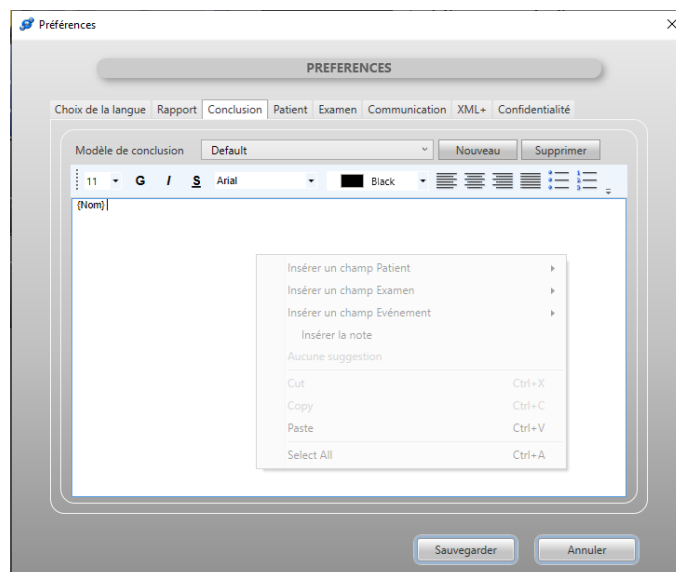 Préférences
PREFERENCES
Choix de la langue Rapport Conclusion Patient Examen Communication XML+ Confidentialité
Modèle de conclusion Default Nouveau Supprimer
11 G I S Arial Black
{Nom}
Insérer un champ Patient
Insérer un champ Examen
Insérer un champ Evénement
Insérer la note
Aucune suggestion
Cut Ctrl+X
Copy Ctrl+C
Paste Ctrl+V
Select All Ctrl+A
Sauvegarder Annuler